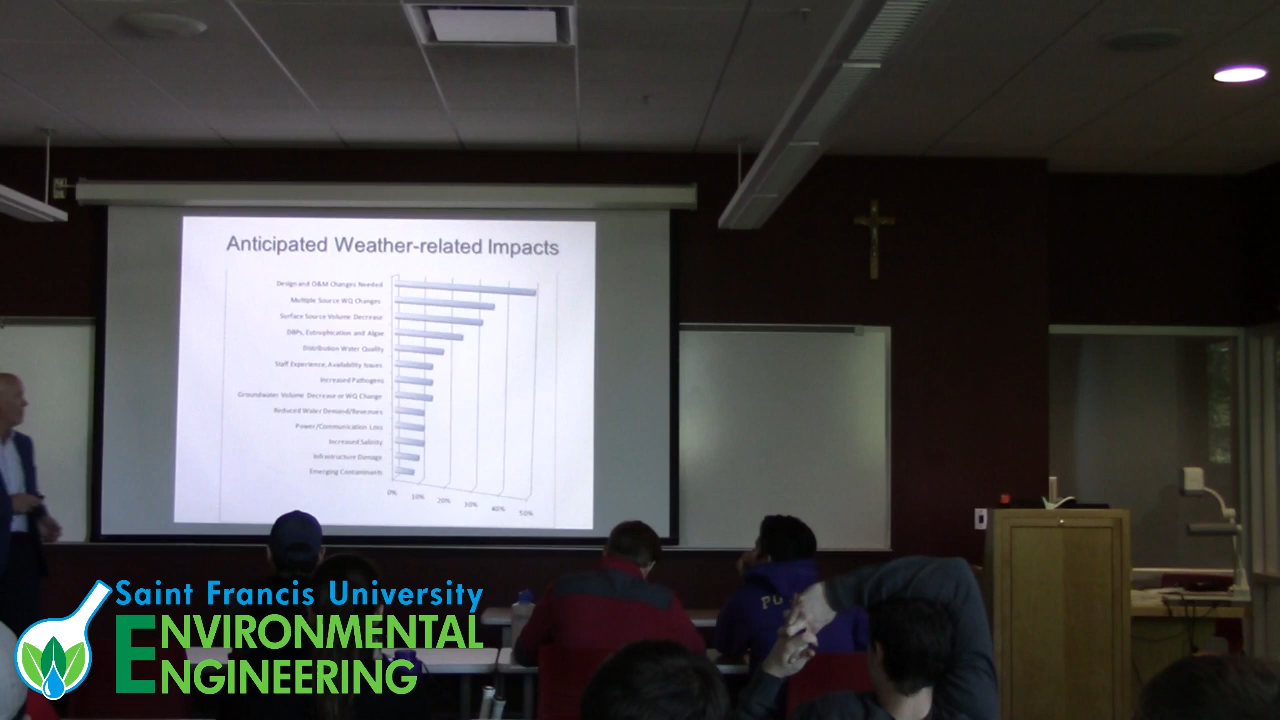 Anticipated Weather-related Impacts
Design and O&M Changes Needed
Multiple Source WQ Changes
Surface Source Volume Decrease
DBPs, Eutrophication and Algae
Distribution Water Quality
Staff Experience, Availability Issues
Increased Pathogens
Groundwater Volume Decrease or WQ Change
Reduced Water Demand/Revenues
Power/Communication Loss
Increased Salinity
Infrastructure Damage
Emerging Contaminants
0% 10% 20% 30% 40% 50%
Saint Francis University
ENVIRONMENTAL
ENGINEERING